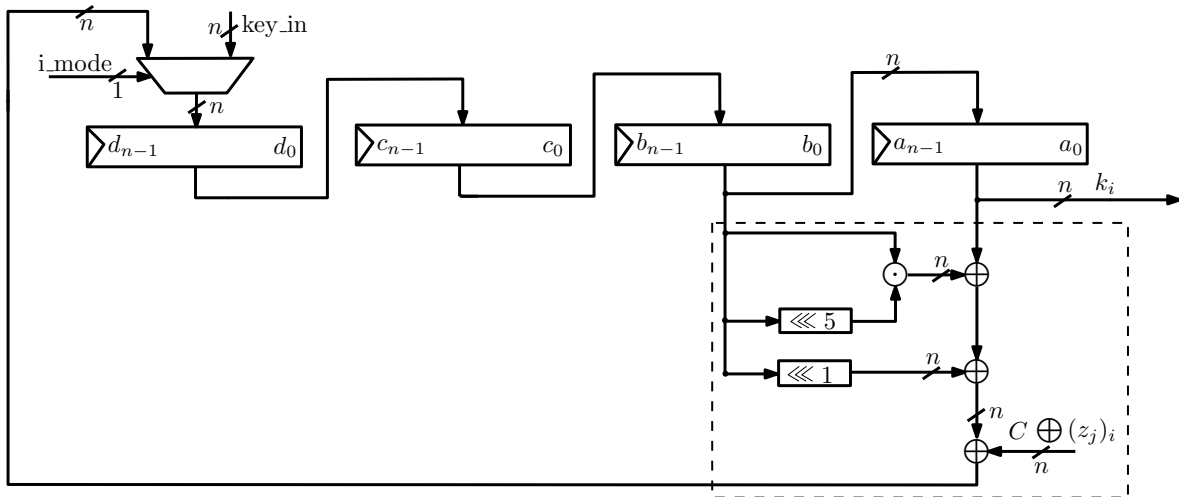 n
n
key_in
i_mode
1
n
n
d_{n−1} d_0
c_{n−1} c_0
b_{n−1} b_0
a_{n−1} a_0
n
k_i
n
⋘ 5
n
⋘ 1
n
C ⊕ (z_j)_i
n